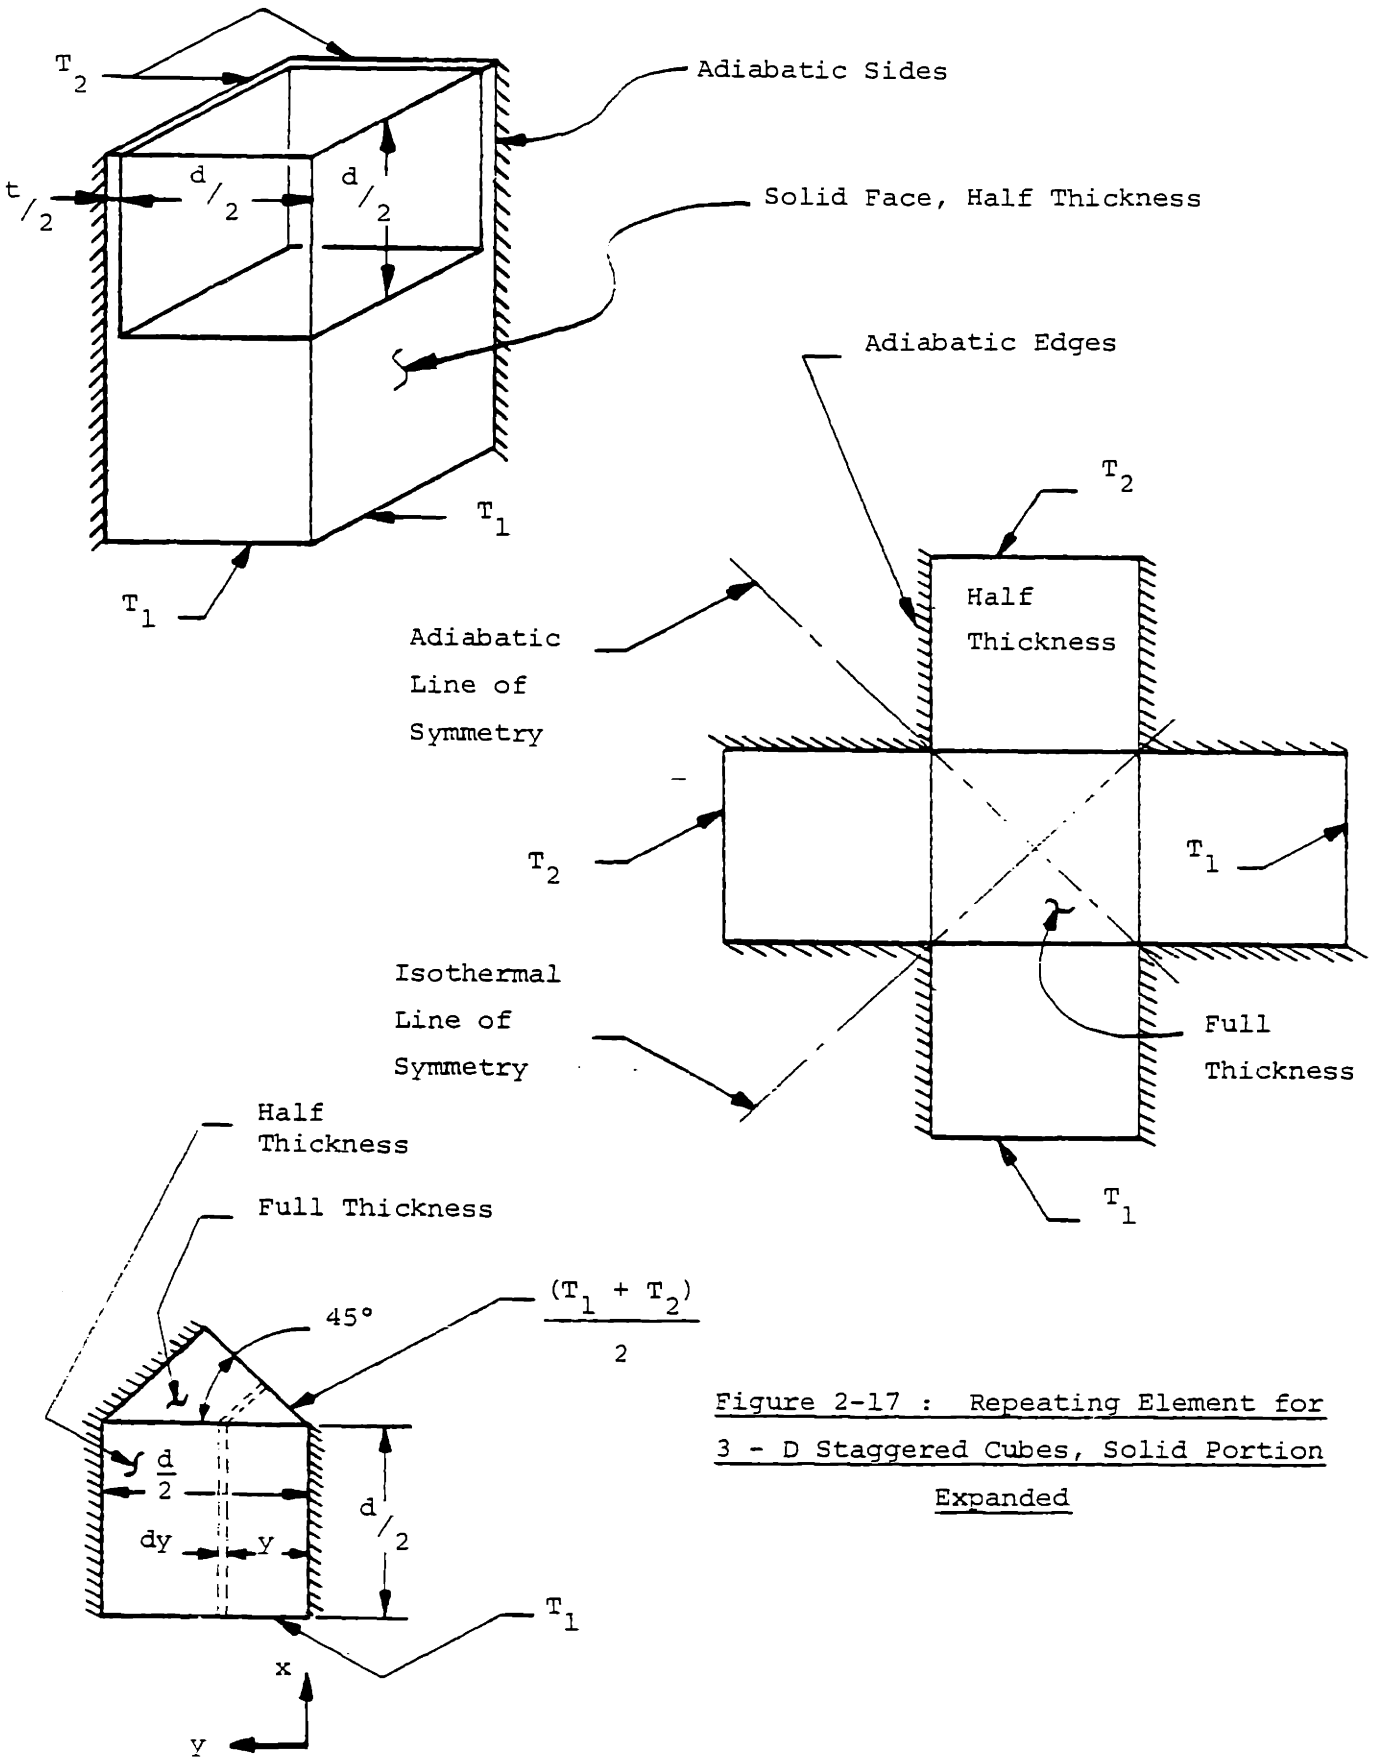 T2
Adiabatic Sides
t/2
d/2
d/2
Solid Face, Half Thickness
Adiabatic Edges
T1
T1
T2
Half
Thickness
Adiabatic
Line of
Symmetry
T2
T1
Isothermal
Line of
Symmetry
Full
Thickness
T1
Half
Thickness
Full Thickness
45°
(T1 + T2)
2
d
2
d/2
dy
y
T1
x
y
Figure 2-17 : Repeating Element for
3 - D Staggered Cubes, Solid Portion
Expanded